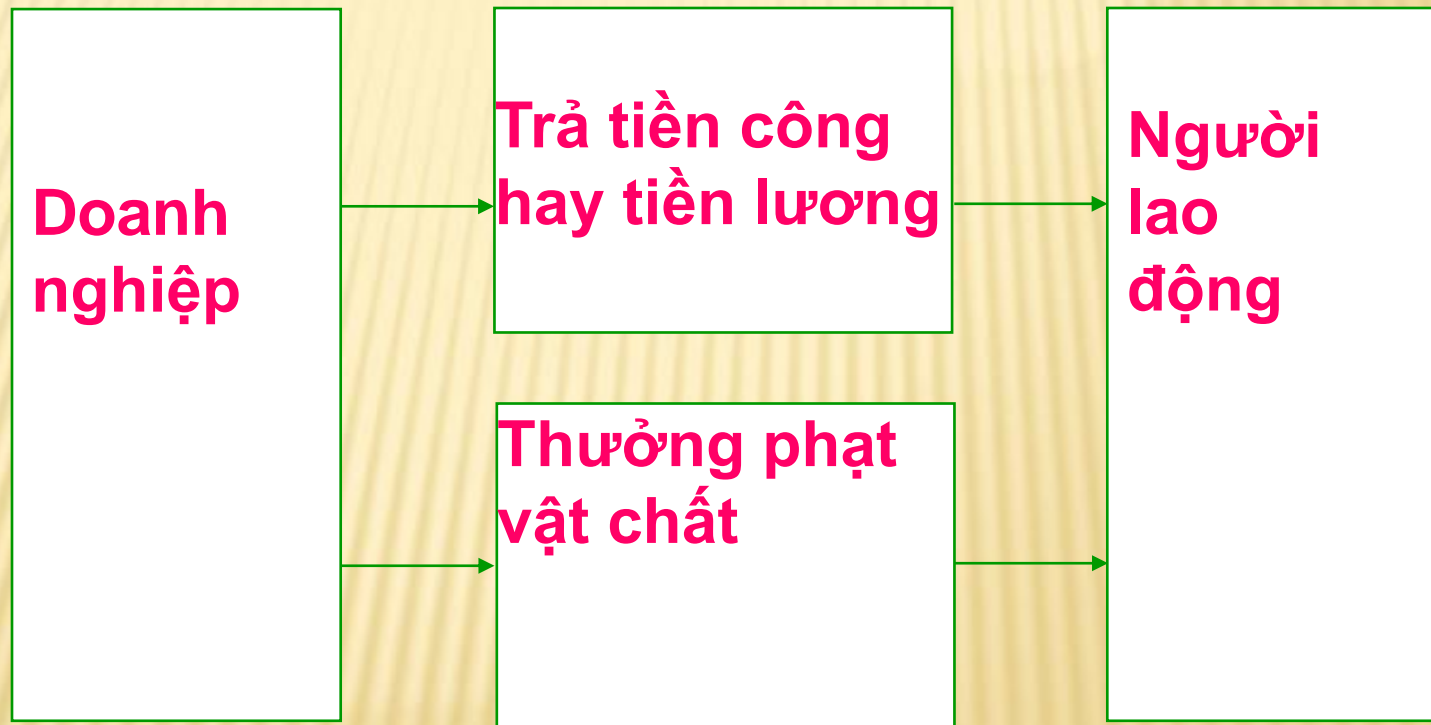 Doanh
nghiệp
Trả tiền công
hay tiền lương
Thưởng phạt
vật chất
Người
lao
động